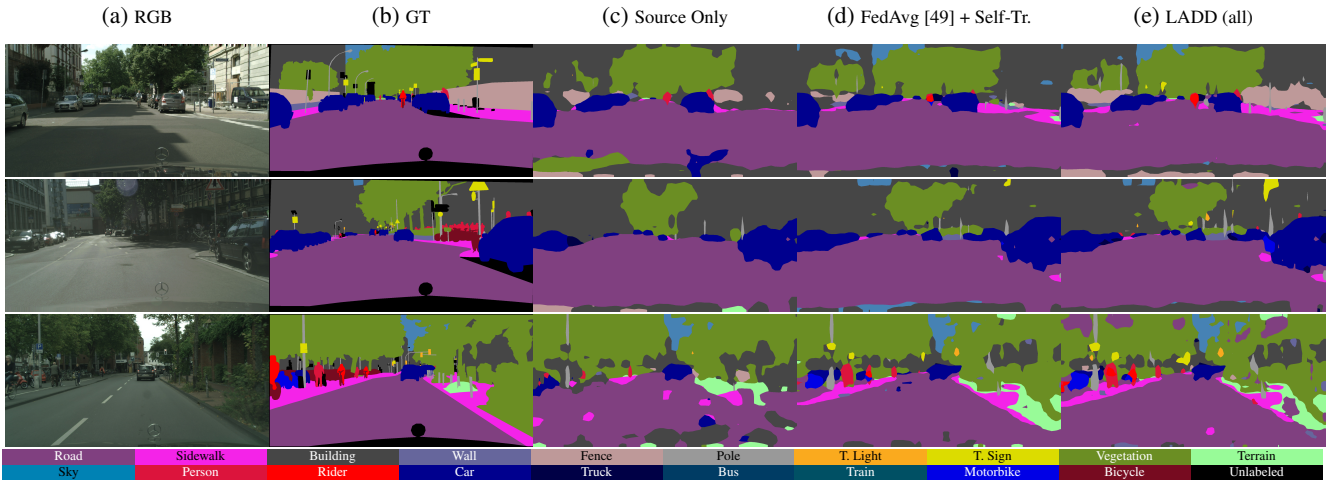 (a) RGB (b) GT (c) Source Only (d) FedAvg [49] + Self-Tr. (e) LADD (all)
Road Sidewalk Building Wall Fence Pole T. Light T. Sign Vegetation Terrain
Sky Person Rider Car Truck Bus Train Motorbike Bicycle Unlabeled